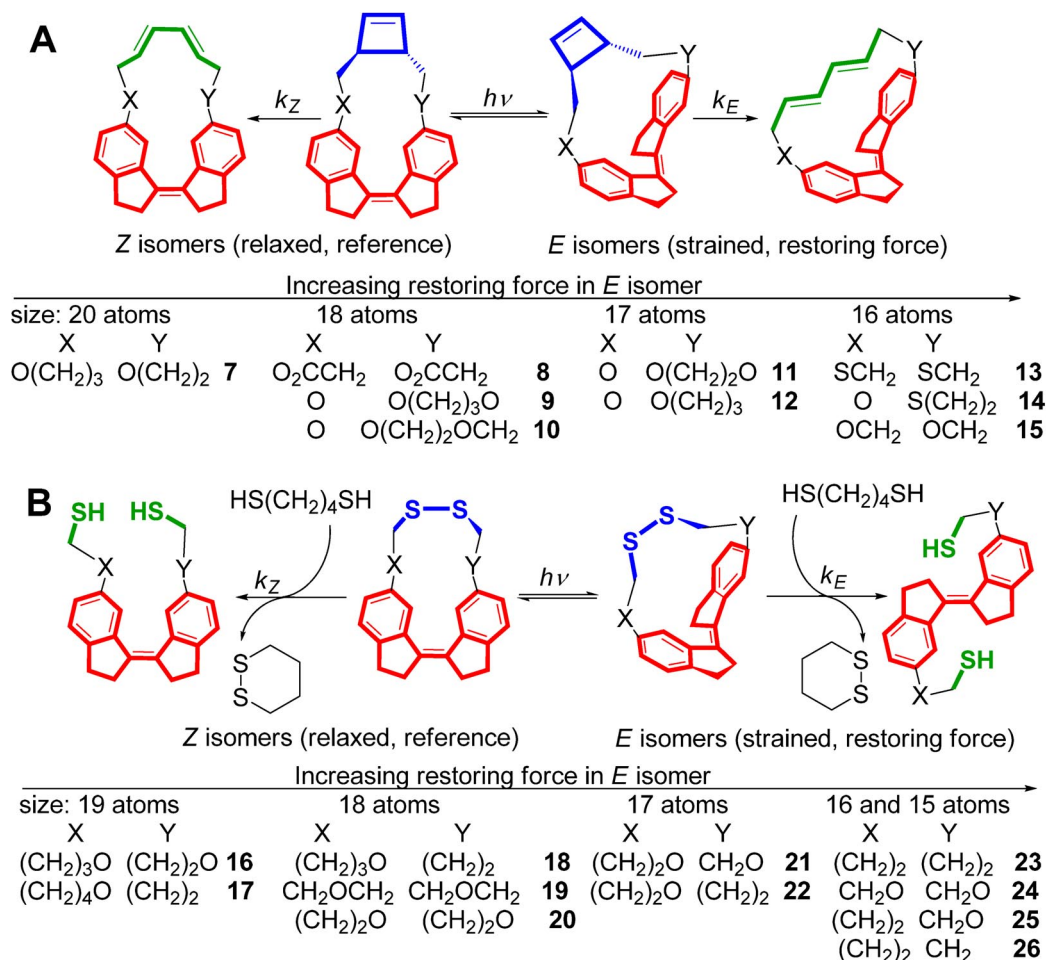 A
X Y kZ hν X Y kE
Z isomers (relaxed, reference) E isomers (strained, restoring force)
Increasing restoring force in E isomer
size: 20 atoms 18 atoms 17 atoms 16 atoms
X Y X Y X Y X Y
O(CH2)3 O(CH2)2 7 O2CCH2 O2CCH2 8 O O(CH2)2O 11 SCH2 SCH2 13
O O(CH2)3O 9 O O(CH2)3 12 O S(CH2)2 14
O O(CH2)2OCH2 10 OCH2 OCH2 15
B
SH HS HS(CH2)4SH S S S S HS(CH2)4SH
X Y kZ X Y hν X Y kE HS Y
S S S S X SH
Z isomers (relaxed, reference) E isomers (strained, restoring force)
Increasing restoring force in E isomer
size: 19 atoms 18 atoms 17 atoms 16 and 15 atoms
X Y X Y X Y X Y
(CH2)3O (CH2)2O 16 (CH2)3O (CH2)2 18 (CH2)2O CH2O 21 (CH2)2 (CH2)2 23
(CH2)4O (CH2)2 17 CH2OCH2 CH2OCH2 19 (CH2)2O (CH2)2 22 CH2O CH2O 24
(CH2)2O (CH2)2O 20 (CH2)2 CH2O 25
(CH2)2 CH2 26